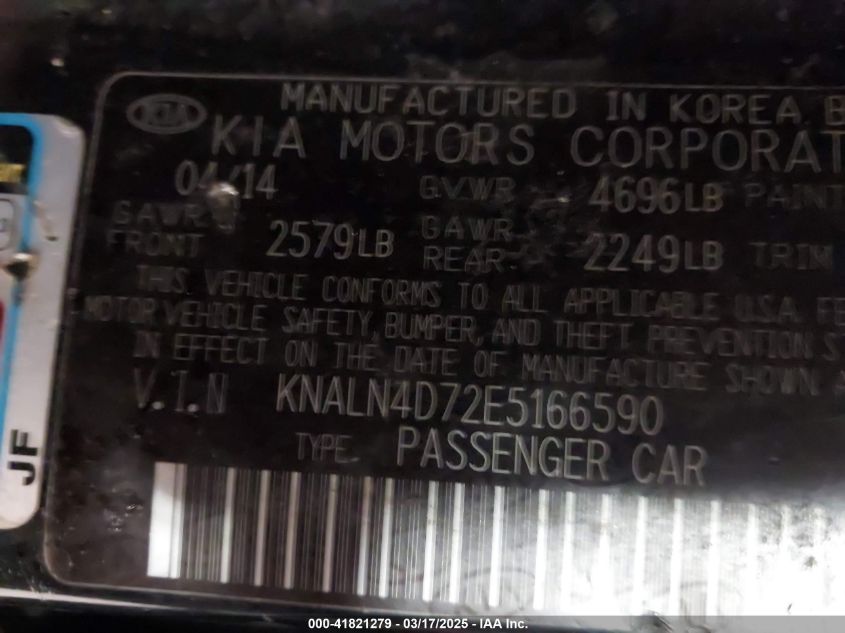 MANUFACTURED IN KOREA B
KIA
KIA MOTORS CORPORAT
04/14 GVWR 4696LB PAINT
GAWR FRONT 2579LB GAWR REAR 2249LB TRIM
THIS VEHICLE CONFORMS TO ALL APPLICABLE U.S.A. FE
MOTOR VEHICLE SAFETY, BUMPER, AND THEFT PREVENTION S
IN EFFECT ON THE DATE OF MANUFACTURE SHOWN A
V.I.N KNALN4D72E5166590
TYPE PASSENGER CAR
JF
000-41821279 - 03/17/2025 - IAA Inc.